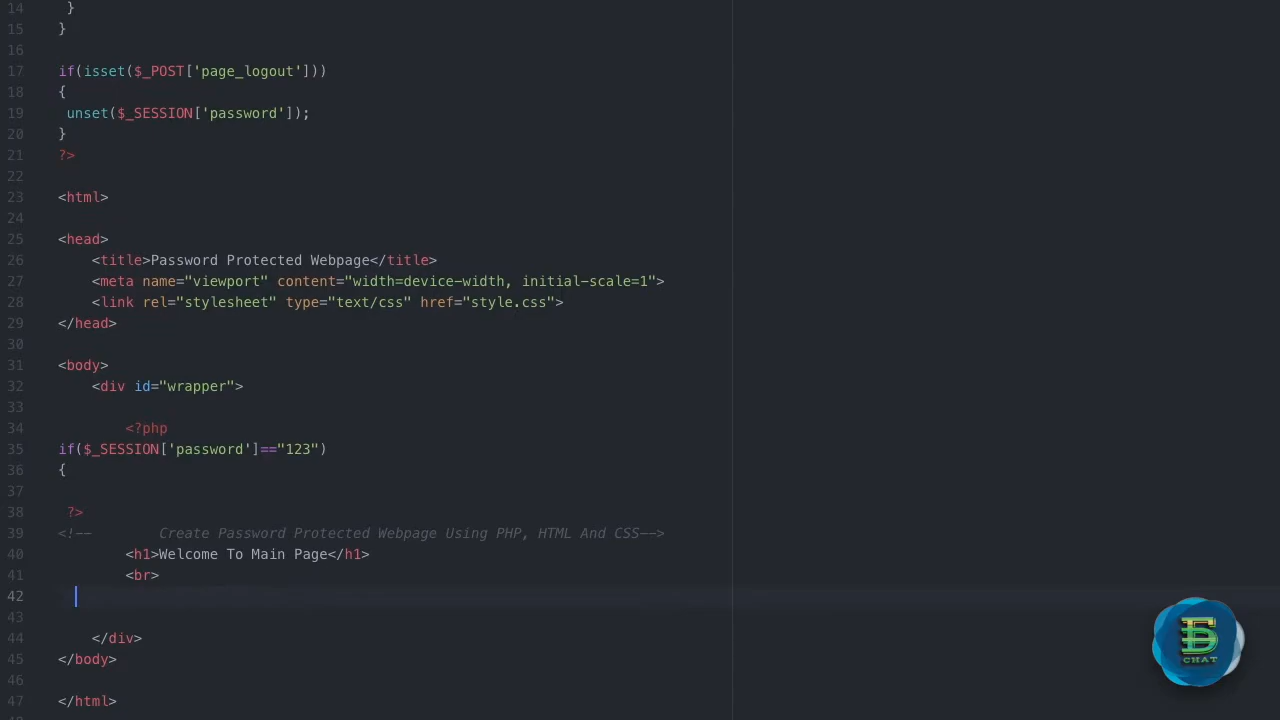 14 }
15 }
16
17 if(isset($_POST['page_logout']))
18 {
19 unset($_SESSION['password']);
20 }
21 ?>
22
23 <html>
24
25 <head>
26 <title>Password Protected Webpage</title>
27 <meta name="viewport" content="width=device-width, initial-scale=1">
28 <link rel="stylesheet" type="text/css" href="style.css">
29 </head>
30
31 <body>
32 <div id="wrapper">
33
34 <?php
35 if($_SESSION['password']=="123")
36 {
37
38 ?>
39 <!-- Create Password Protected Webpage Using PHP, HTML And CSS-->
40 <h1>Welcome To Main Page</h1>
41 <br>
42
43
44 </div>
45 </body>
46
47 </html>
CHAT